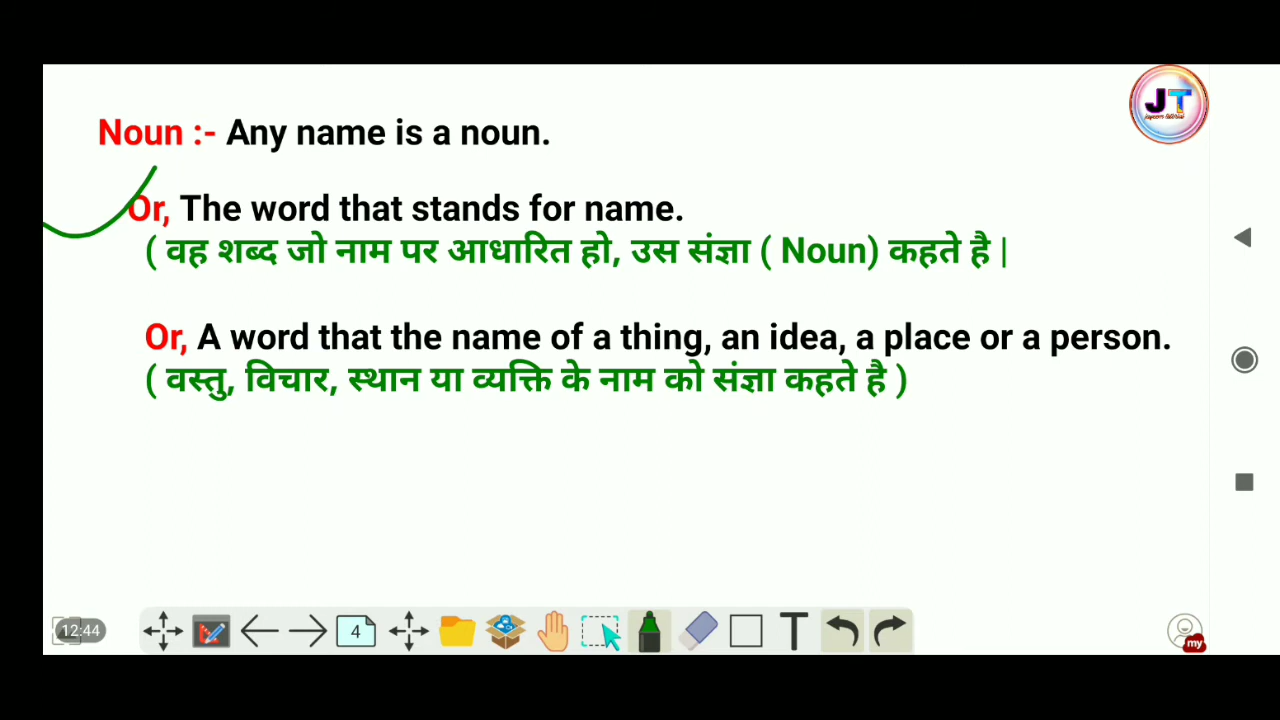 JT
Noun :- Any name is a noun.
Or, The word that stands for name.
( वह शब्द जो नाम पर आधारित हो, उस संज्ञा ( Noun) कहते है |
Or, A word that the name of a thing, an idea, a place or a person.
( वस्तु, विचार, स्थान या व्यक्ति के नाम को संज्ञा कहते है )
12:44
4
T
my